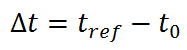 Δt = t_ref − t_0